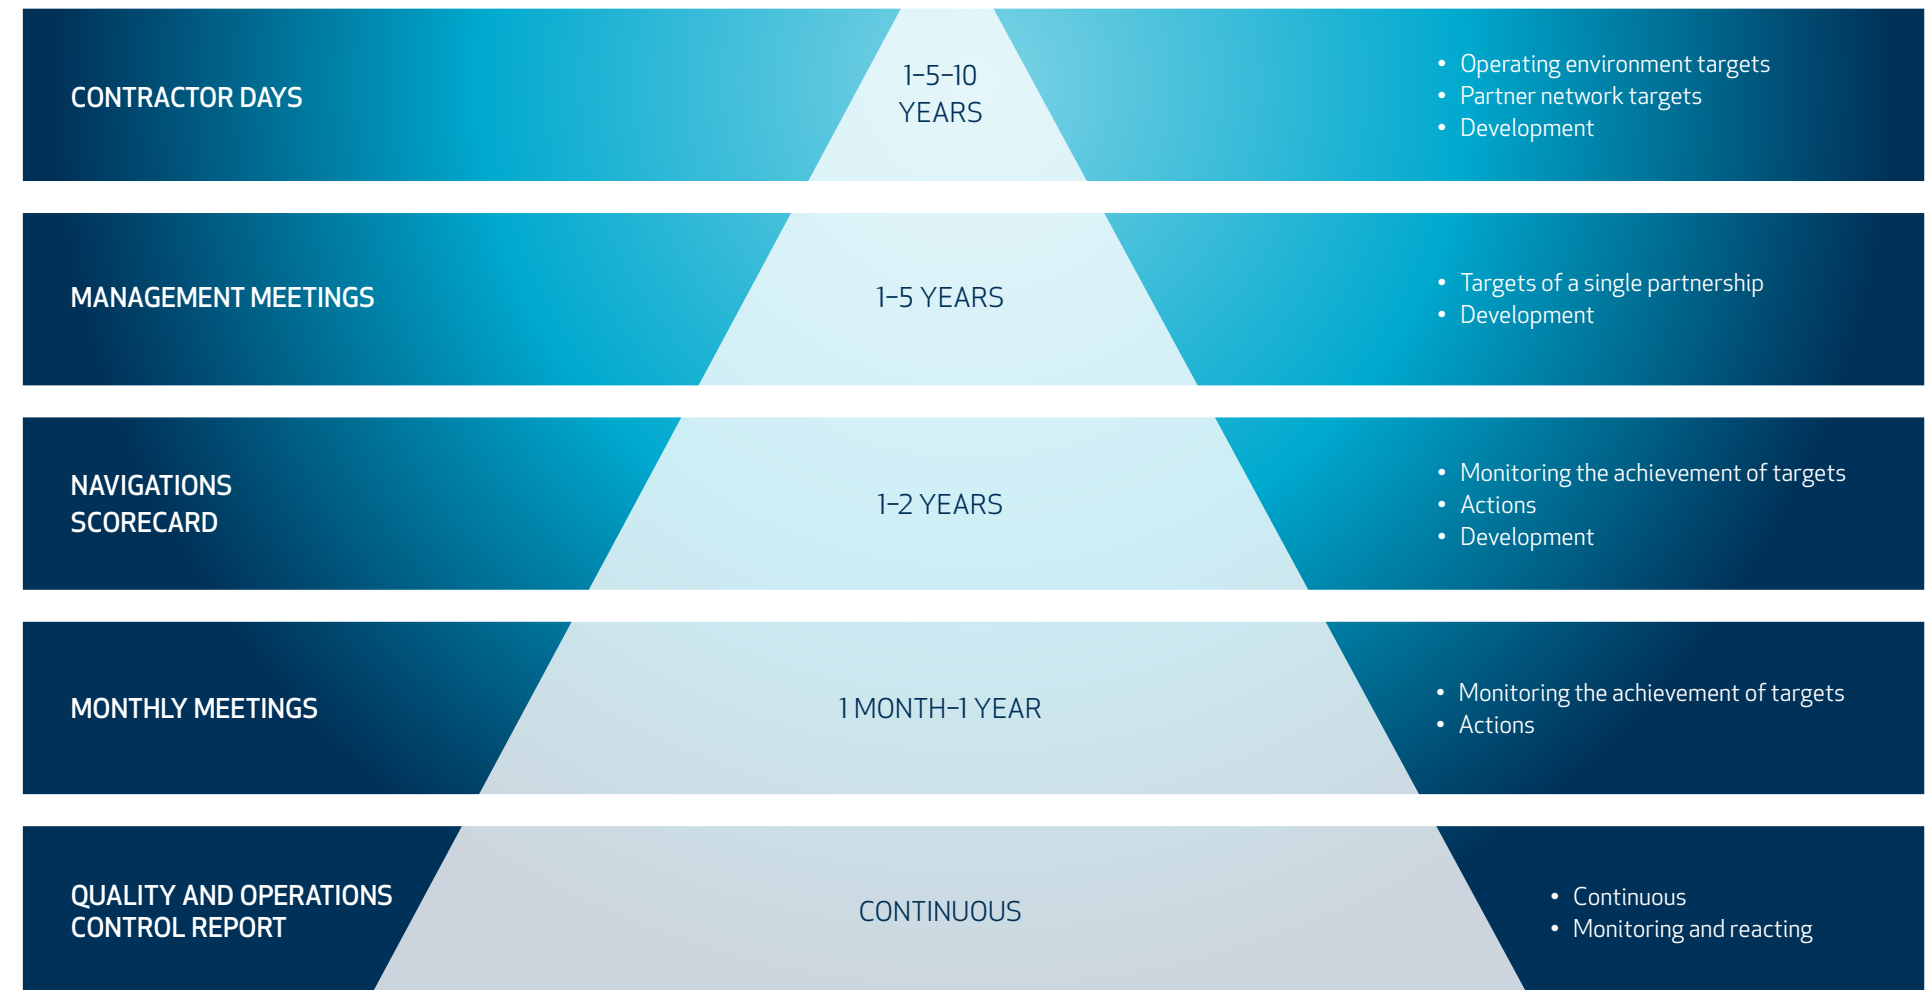 CONTRACTOR DAYS
1–5–10
YEARS
• Operating environment targets
• Partner network targets
• Development
MANAGEMENT MEETINGS
1–5 YEARS
• Targets of a single partnership
• Development
NAVIGATIONS
SCORECARD
1–2 YEARS
• Monitoring the achievement of targets
• Actions
• Development
MONTHLY MEETINGS
1 MONTH–1 YEAR
• Monitoring the achievement of targets
• Actions
QUALITY AND OPERATIONS
CONTROL REPORT
CONTINUOUS
• Continuous
• Monitoring and reacting